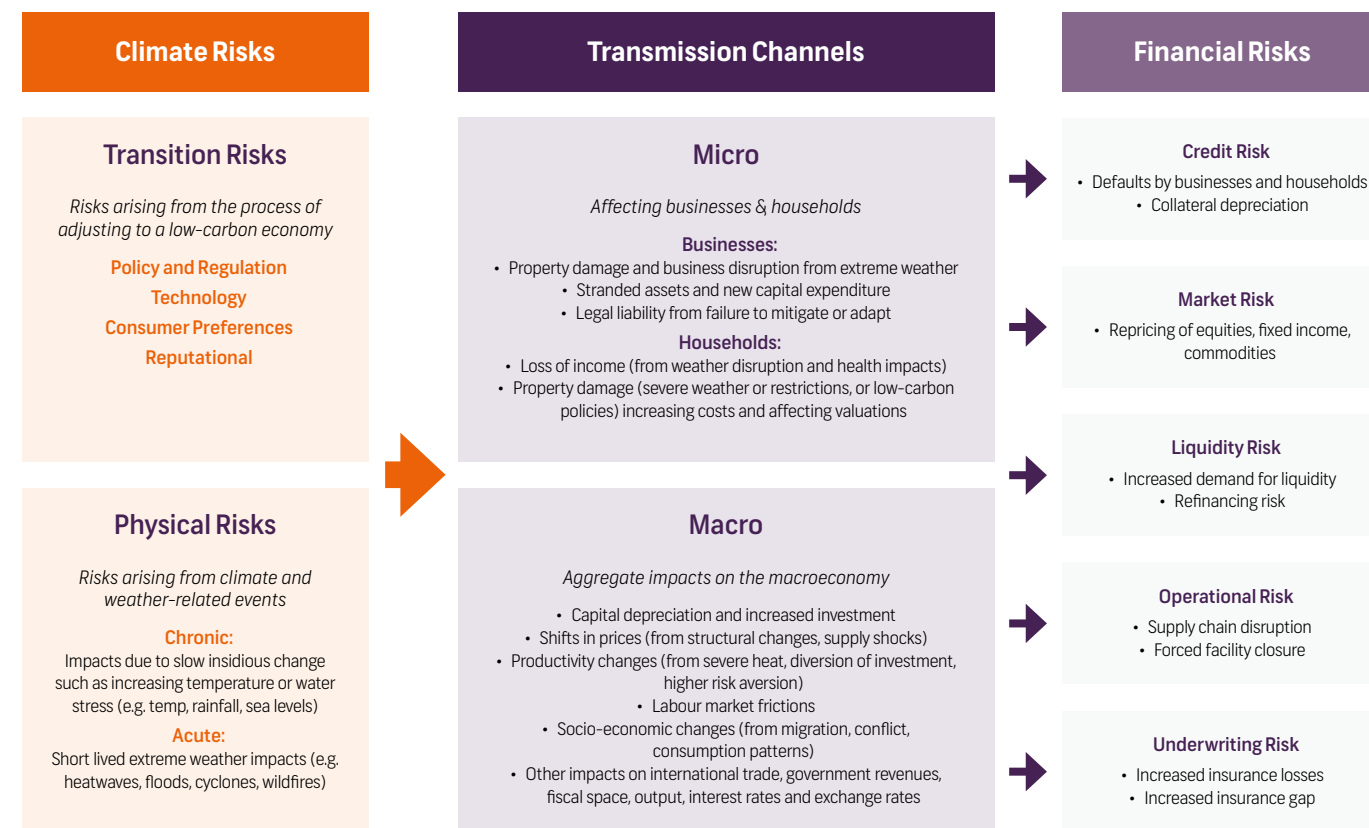 Climate Risks
Transmission Channels
Financial Risks
Transition Risks
Risks arising from the process of
adjusting to a low-carbon economy
Policy and Regulation
Technology
Consumer Preferences
Reputational
Physical Risks
Risks arising from climate and
weather-related events
Chronic:
Impacts due to slow insidious change
such as increasing temperature or water
stress (e.g. temp, rainfall, sea levels)
Acute:
Short lived extreme weather impacts (e.g.
heatwaves, floods, cyclones, wildfires)
Micro
Affecting businesses & households
Businesses:
• Property damage and business disruption from extreme weather
• Stranded assets and new capital expenditure
• Legal liability from failure to mitigate or adapt
Households:
• Loss of income (from weather disruption and health impacts)
• Property damage (severe weather or restrictions, or low-carbon
policies) increasing costs and affecting valuations
Macro
Aggregate impacts on the macroeconomy
• Capital depreciation and increased investment
• Shifts in prices (from structural changes, supply shocks)
• Productivity changes (from severe heat, diversion of investment,
higher risk aversion)
• Labour market frictions
• Socio-economic changes (from migration, conflict,
consumption patterns)
• Other impacts on international trade, government revenues,
fiscal space, output, interest rates and exchange rates
Credit Risk
• Defaults by businesses and households
• Collateral depreciation
Market Risk
• Repricing of equities, fixed income,
commodities
Liquidity Risk
• Increased demand for liquidity
• Refinancing risk
Operational Risk
• Supply chain disruption
• Forced facility closure
Underwriting Risk
• Increased insurance losses
• Increased insurance gap